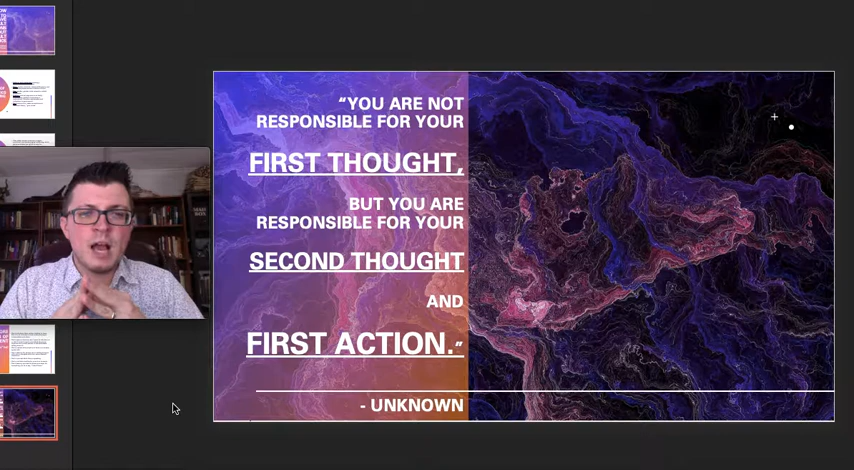 “YOU ARE NOT
RESPONSIBLE FOR YOUR
FIRST THOUGHT,
BUT YOU ARE
RESPONSIBLE FOR YOUR
SECOND THOUGHT
AND
FIRST ACTION.”
- UNKNOWN